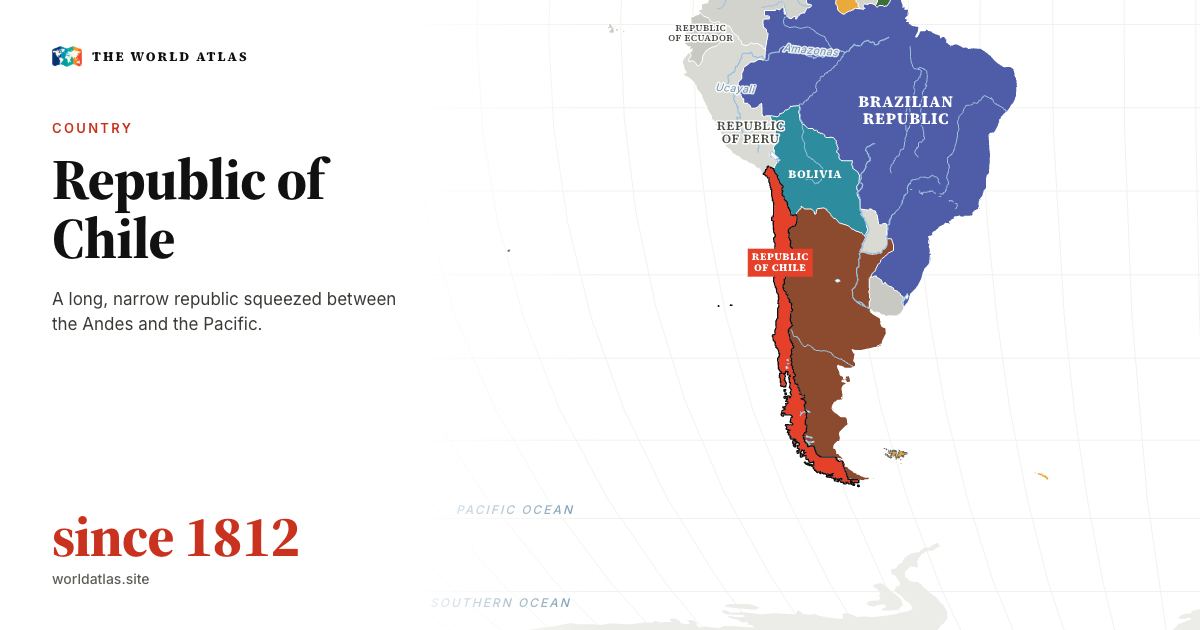 THE WORLD ATLAS
COUNTRY
Republic of
Chile
A long, narrow republic squeezed between
the Andes and the Pacific.
since 1812
worldatlas.site
REPUBLIC
OF ECUADOR
Amazonas
Ucayali
BRAZILIAN
REPUBLIC
REPUBLIC
OF PERU
BOLIVIA
REPUBLIC
OF CHILE
PACIFIC OCEAN
SOUTHERN OCEAN